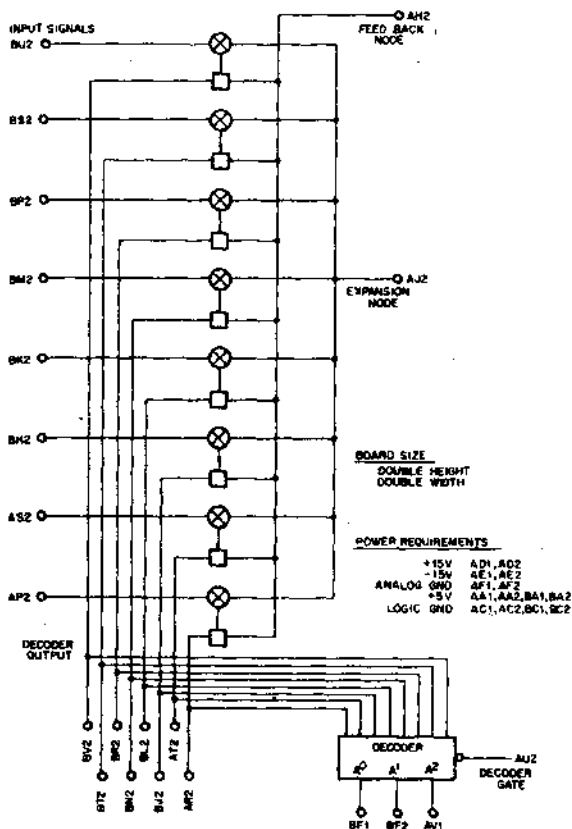 INPUT SIGNALS
BU2
AH2
FEED BACK
NODE
BS2
BP2
BM2
AJ2
EXPANSION
NODE
BK2
BH2
BOARD SIZE
DOUBLE HEIGHT
DOUBLE WIDTH
AS2
POWER REQUIREMENTS
+15V AD1, AD2
-15V AE1, AE2
ANALOG GND AF1, AF2
+5V AA1, AA2, BA1, BA2
LOGIC GND AC1, AC2, BC1, BC2
AP2
DECODER
OUTPUT
BV2
BR2
BL2
AT2
BT2
BN2
BJ2
AR2
DECODER
A0 A1 A2
AU2
DECODER
GATE
BF1
BF2
AV1